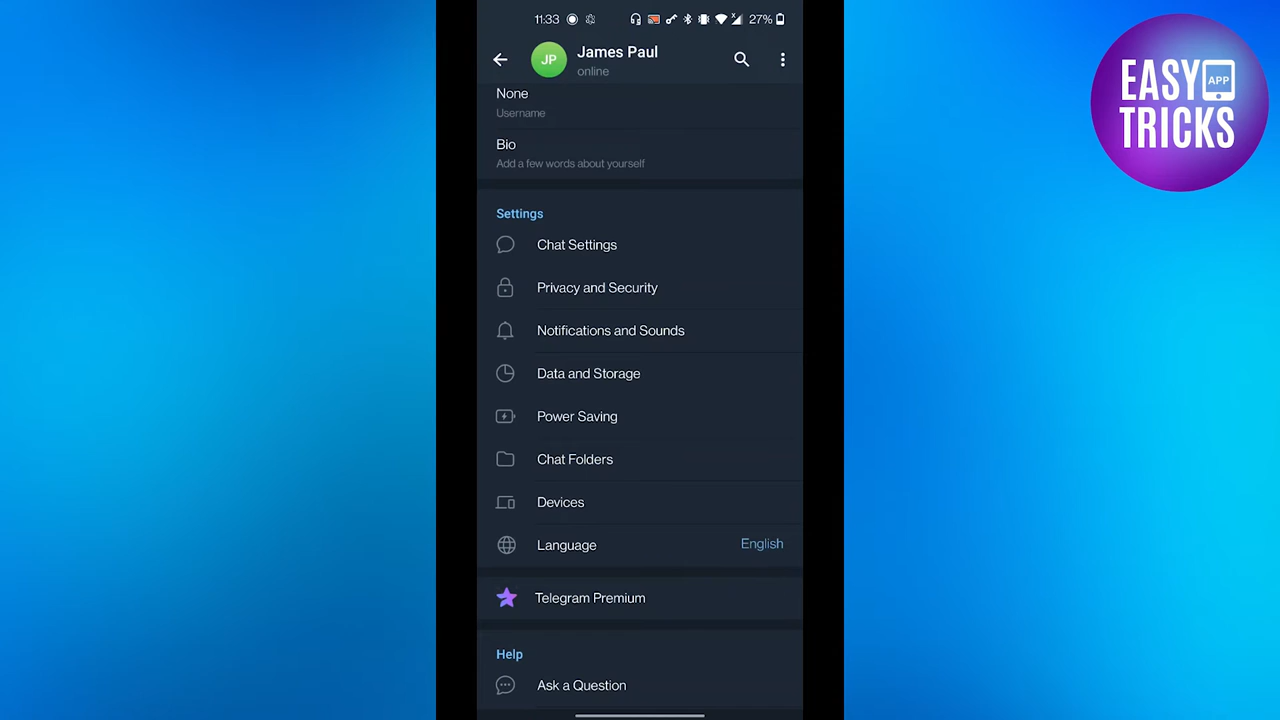 11:33
27%
JP
James Paul
online
None
Username
Bio
Add a few words about yourself
Settings
Chat Settings
Privacy and Security
Notifications and Sounds
Data and Storage
Power Saving
Chat Folders
Devices
Language
English
Telegram Premium
Help
Ask a Question
EASY
APP
TRICKS